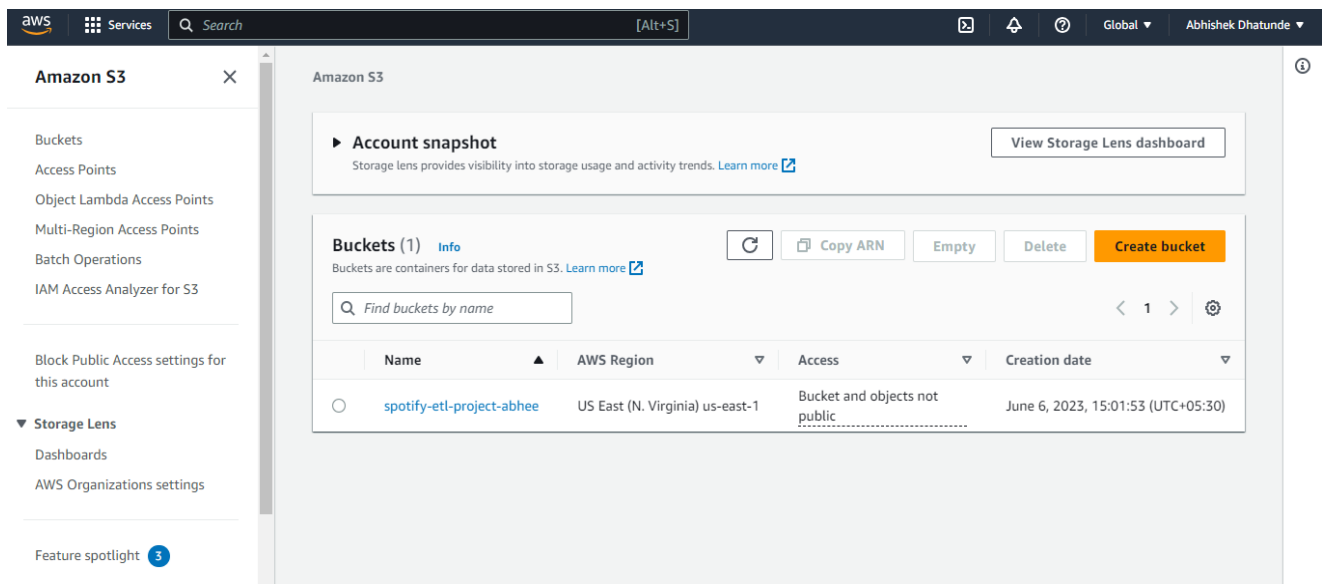 aws
Services
Search
[Alt+S]
Global
Abhishek Dhatunde
Amazon S3
Buckets
Access Points
Object Lambda Access Points
Multi-Region Access Points
Batch Operations
IAM Access Analyzer for S3
Block Public Access settings for
this account
Storage Lens
Dashboards
AWS Organizations settings
Feature spotlight 3
Amazon S3
Account snapshot
Storage lens provides visibility into storage usage and activity trends. Learn more
View Storage Lens dashboard
Buckets (1) Info
Buckets are containers for data stored in S3. Learn more
Copy ARN
Empty
Delete
Create bucket
Find buckets by name
1
Name AWS Region Access Creation date
spotify-etl-project-abhee US East (N. Virginia) us-east-1 Bucket and objects not
public
June 6, 2023, 15:01:53 (UTC+05:30)